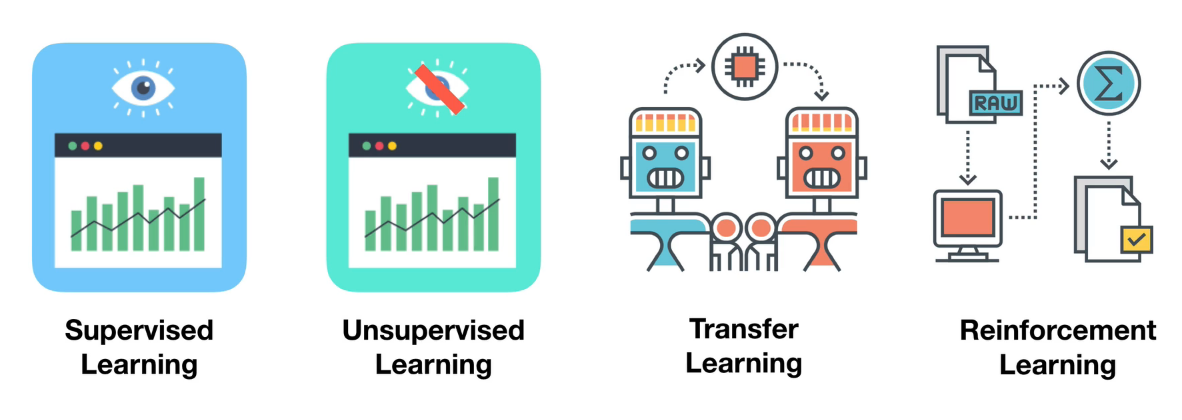 RAW
Σ
Supervised
Learning
Unsupervised
Learning
Transfer
Learning
Reinforcement
Learning